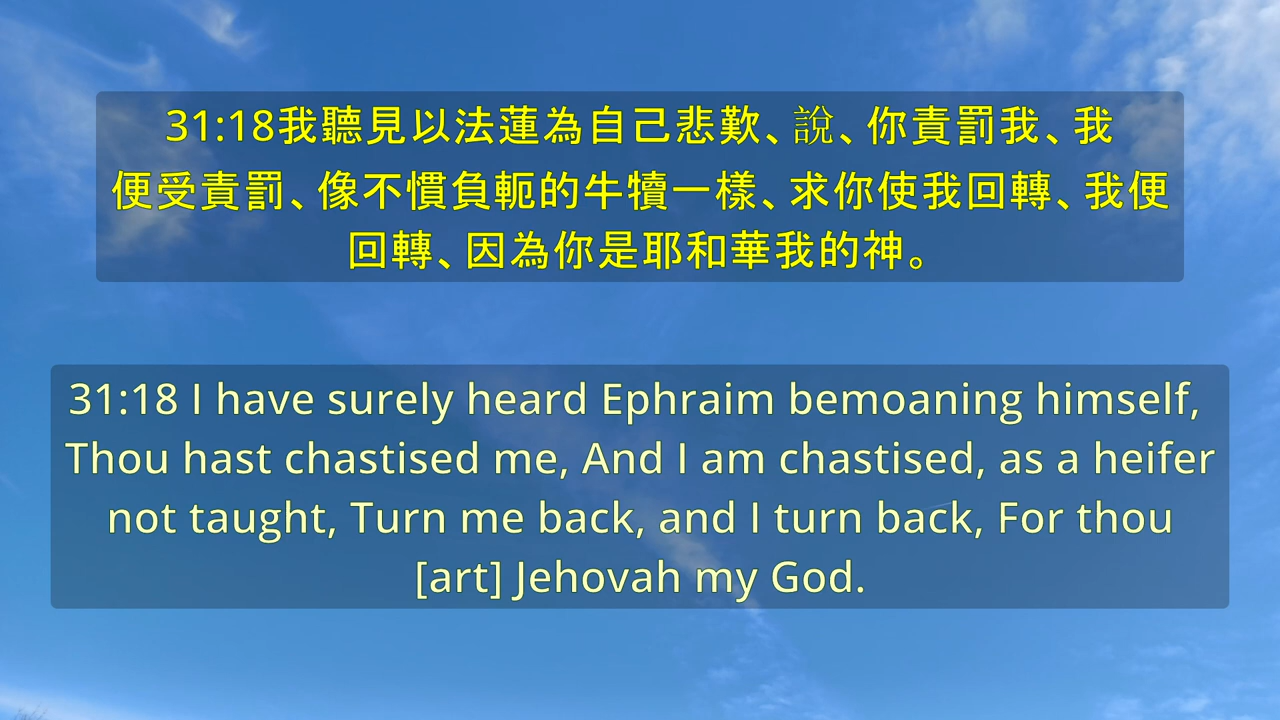 31:18我聽見以法蓮為自己悲歎、說、你責罰我、我
便受責罰、像不慣負軛的牛犢一樣、求你使我回轉、我便
回轉、因為你是耶和華我的神。
31:18 I have surely heard Ephraim bemoaning himself,
Thou hast chastised me, And I am chastised, as a heifer
not taught, Turn me back, and I turn back, For thou
[art] Jehovah my God.